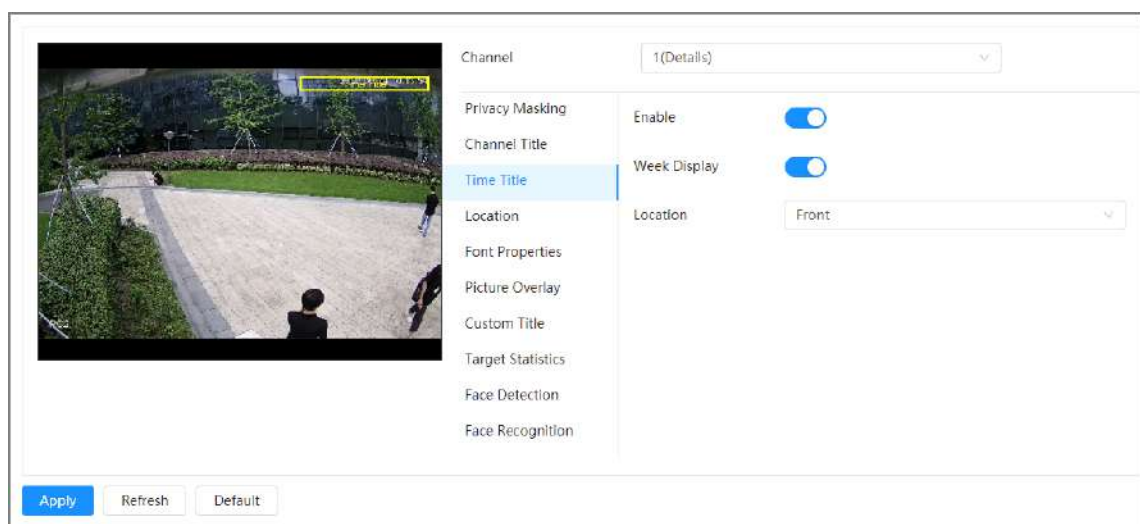 Channel
1(Details)
Privacy Masking
Channel Title
Time Title
Location
Font Properties
Picture Overlay
Custom Title
Target Statistics
Face Detection
Face Recognition
Enable
Week Display
Location
Front
Apply
Refresh
Default